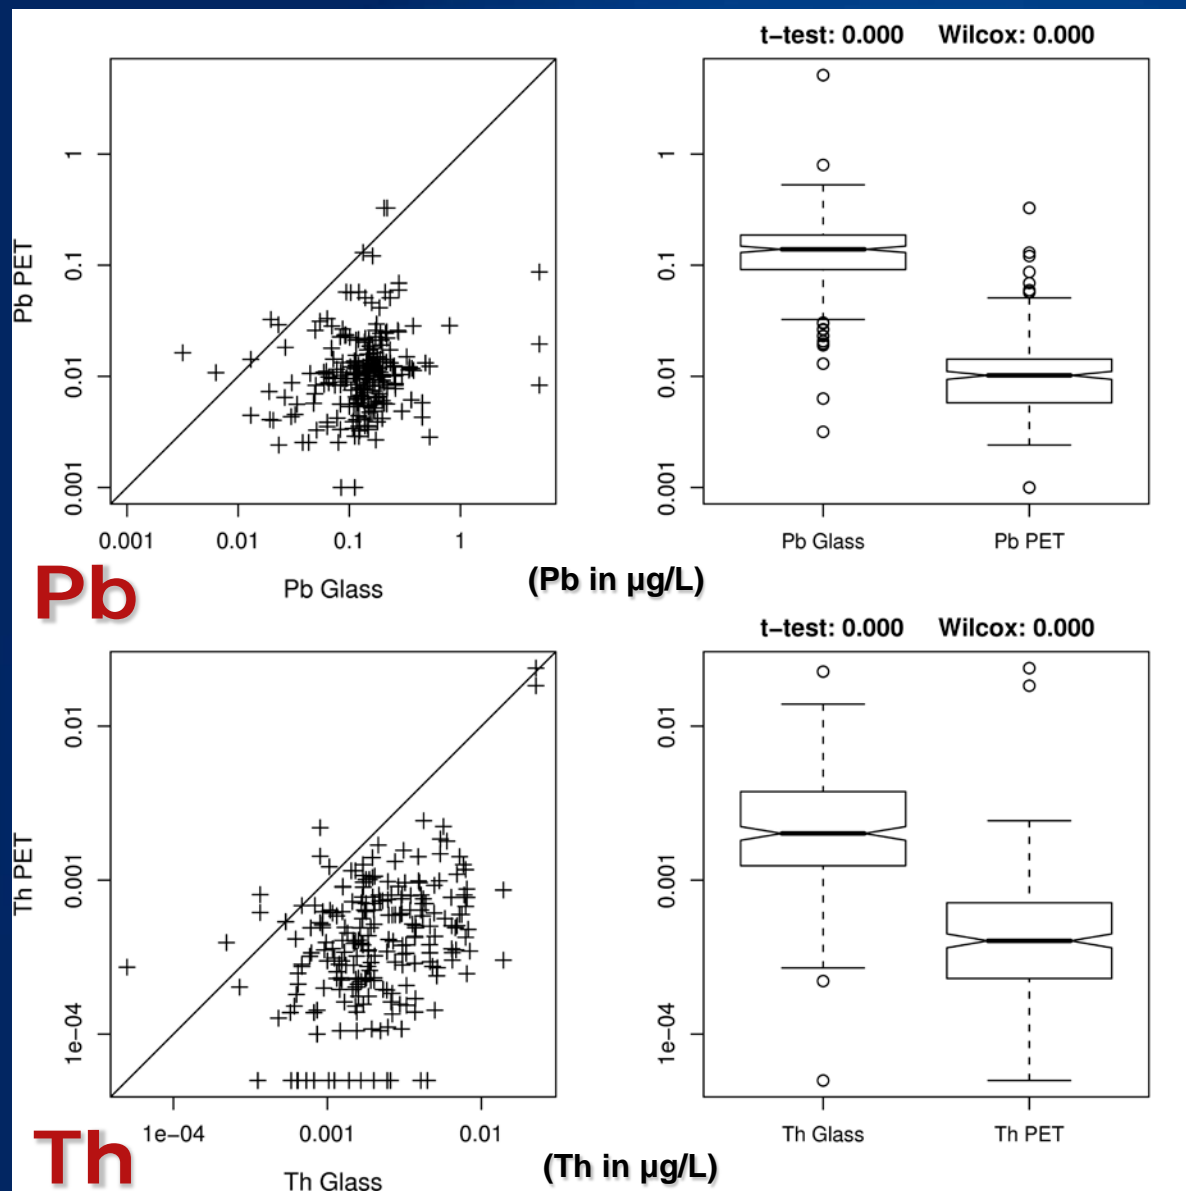 t−test: 0.000 Wilcox: 0.000
Pb PET
1
0.1
0.01
0.001
0.001 0.01 0.1 1
Pb Glass
1
0.1
0.01
0.001
Pb Glass Pb PET
Pb
(Pb in µg/L)
t−test: 0.000 Wilcox: 0.000
Th PET
0.01
0.001
1e−04
1e−04 0.001 0.01
Th Glass
0.01
0.001
1e−04
Th Glass Th PET
Th
(Th in µg/L)